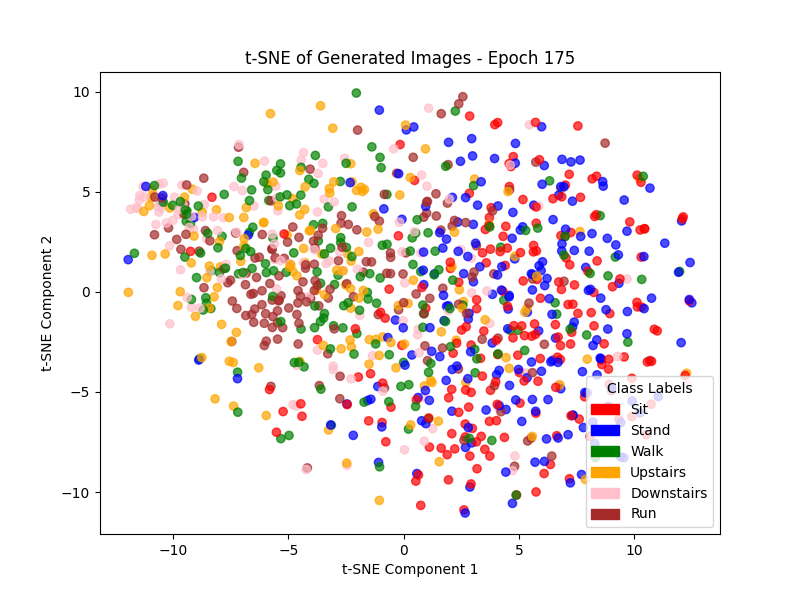 t-SNE of Generated Images - Epoch 175
t-SNE Component 2
10
5
0
−5
−10
−10
−5
0
5
10
t-SNE Component 1
Class Labels
Sit
Stand
Walk
Upstairs
Downstairs
Run